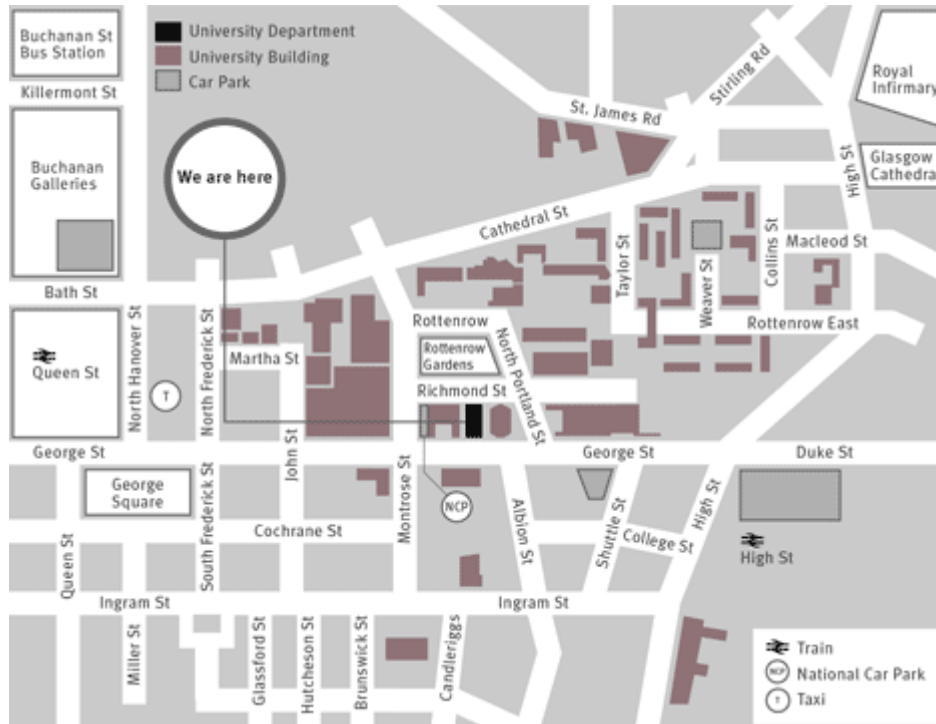 Buchanan St
Bus Station
University Department
University Building
Car Park
Killermont St
Stirling Rd
Royal
Infirmary
St. James Rd
We are here
Buchanan
Galleries
High St
Glasgow
Cathedral
Cathedral St
Taylor St
Collins St
Macleod St
Weaver St
Bath St
Rottenrow
Rottenrow East
North Hanover St
North Frederick St
Martha St
Rottenrow
Gardens
North Portland St
Queen St
Richmond St
T
George St
John St
Montrose St
George St
Duke St
George
Square
South Frederick St
NCP
Albion St
Shuttle St
High St
Cochrane St
College St
High St
Queen St
Ingram St
Ingram St
Miller St
Glassford St
Hutcheson St
Brunswick St
Candleriggs
Train
NCP
National Car Park
T
Taxi